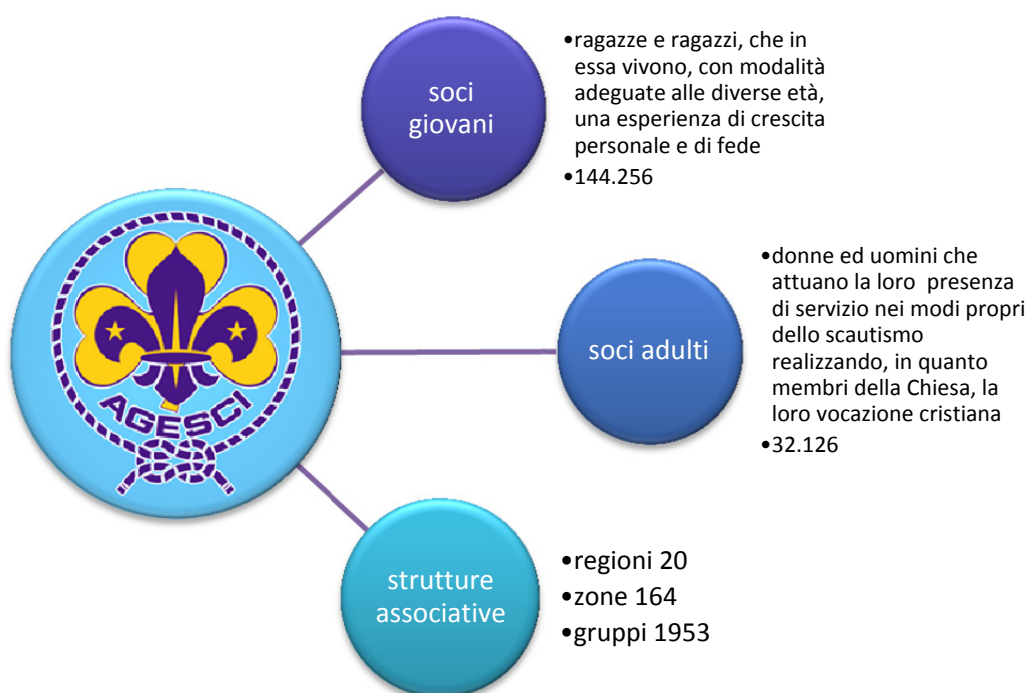 soci
giovani
•ragazze e ragazzi, che in
essa vivono, con modalità
adeguate alle diverse età,
una esperienza di crescita
personale e di fede
•144.256
AGESCI
soci adulti
•donne ed uomini che
attuano la loro  presenza
di servizio nei modi propri
dello scautismo
realizzando, in quanto
membri della Chiesa, la
loro vocazione cristiana
•32.126
strutture
associative
•regioni 20
•zone 164
•gruppi 1953